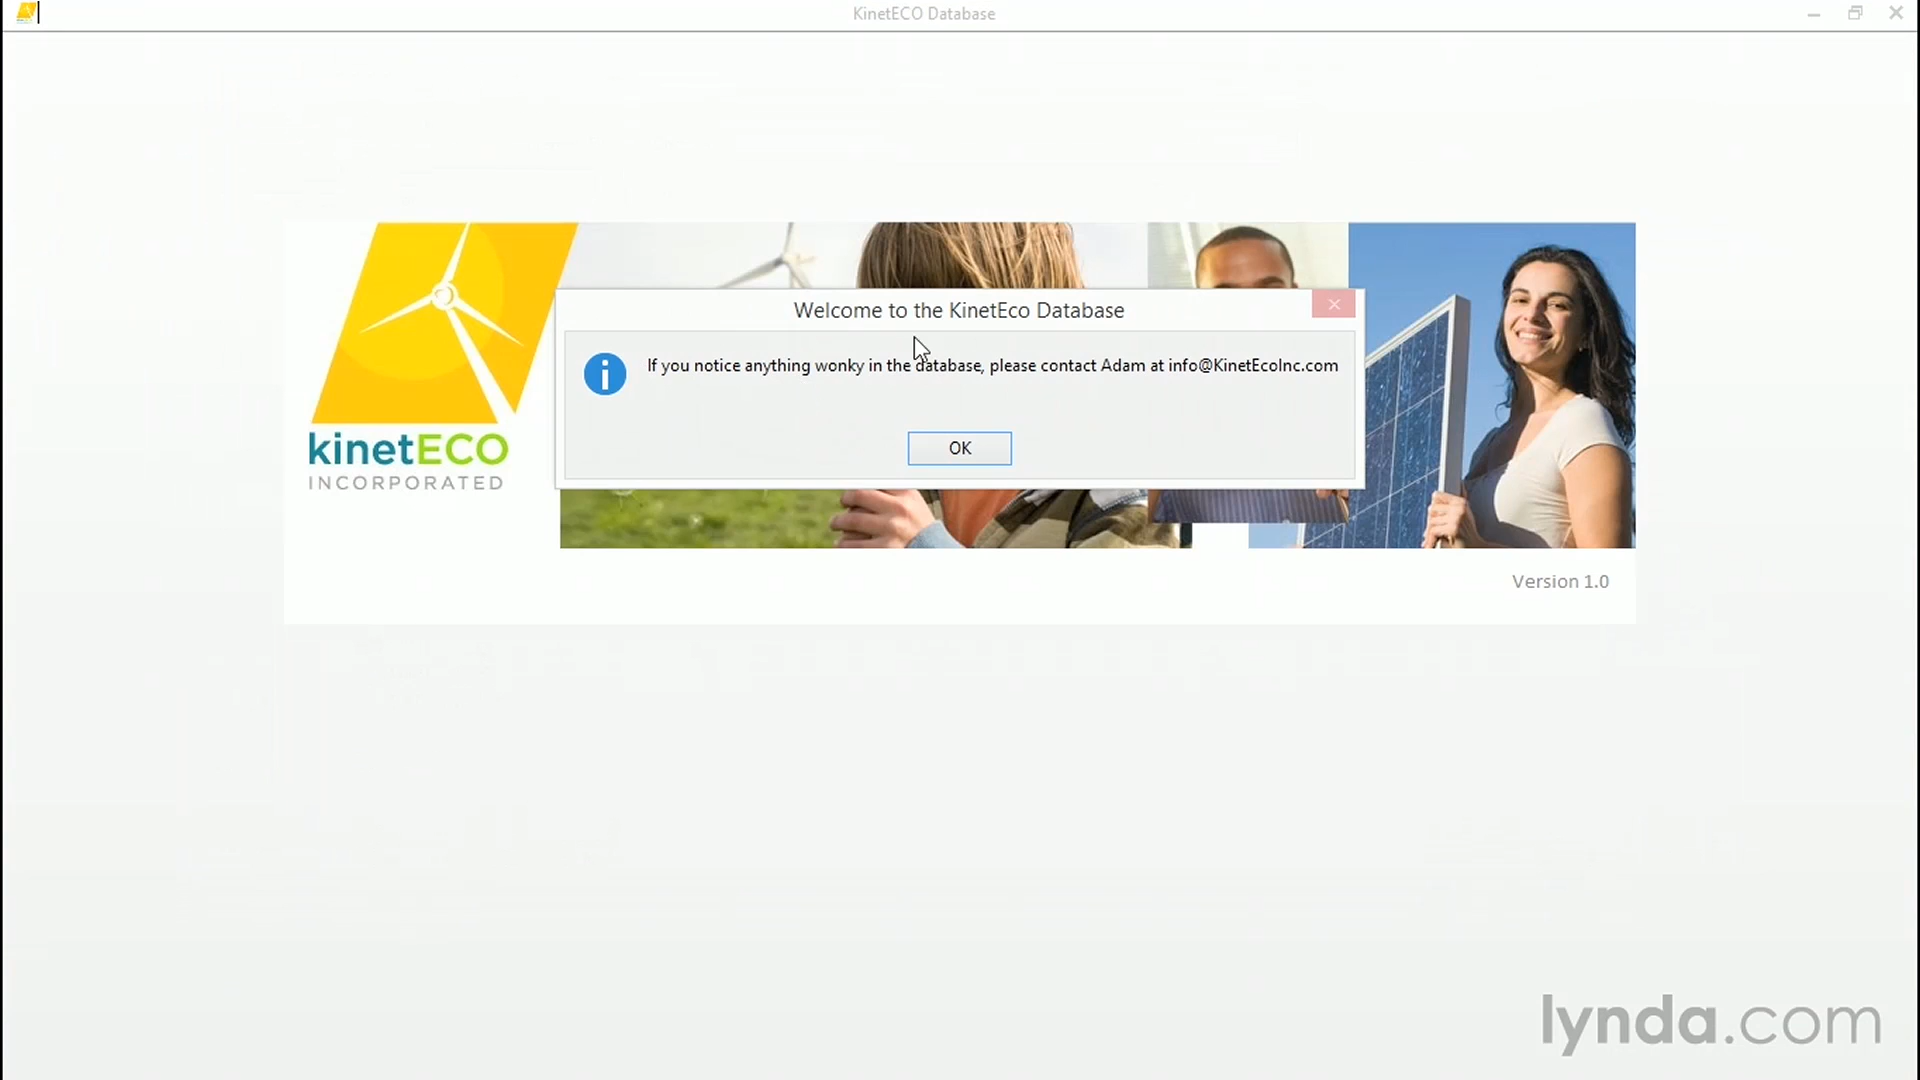 KinetECO Database
Welcome to the KinetEco Database
If you notice anything wonky in the database, please contact Adam at info@KinetEcoInc.com
OK
kinetECO
INCORPORATED
Version 1.0
lynda.com